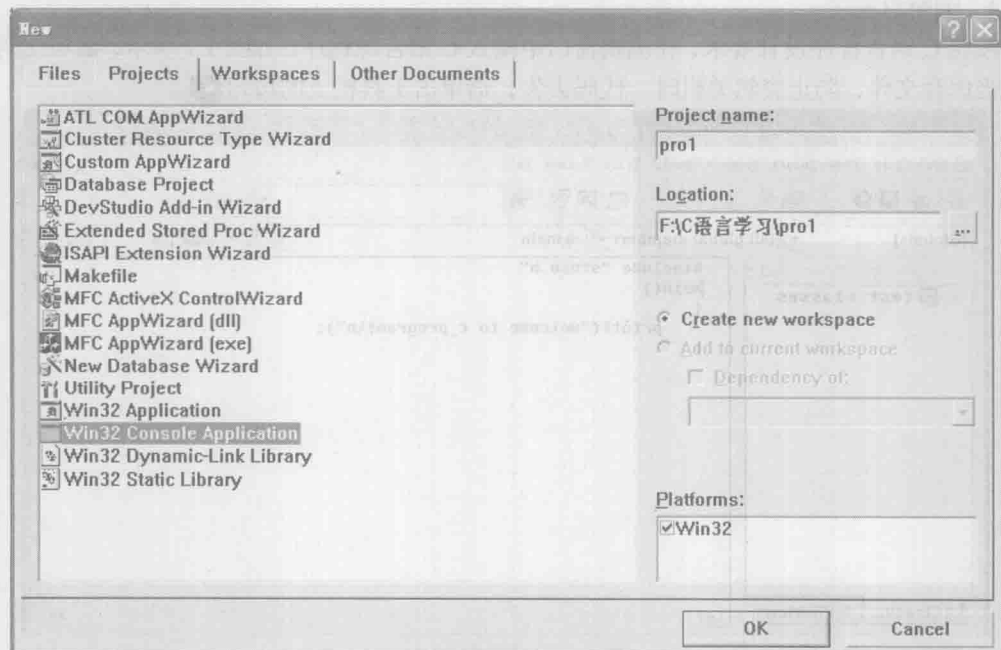 New
Files Projects Workspaces Other Documents
ATL COM AppWizard
Cluster Resource Type Wizard
Custom AppWizard
Database Project
DevStudio Add-in Wizard
Extended Stored Proc Wizard
ISAPI Extension Wizard
Makefile
MFC ActiveX ControlWizard
MFC AppWizard (dll)
MFC AppWizard (exe)
New Database Wizard
Utility Project
Win32 Application
Win32 Console Application
Win32 Dynamic-Link Library
Win32 Static Library
Project name:
pro1
Location:
F:\C语言学习\pro1
...
Create new workspace
Add to current workspace
Dependency of:
Platforms:
Win32
OK Cancel